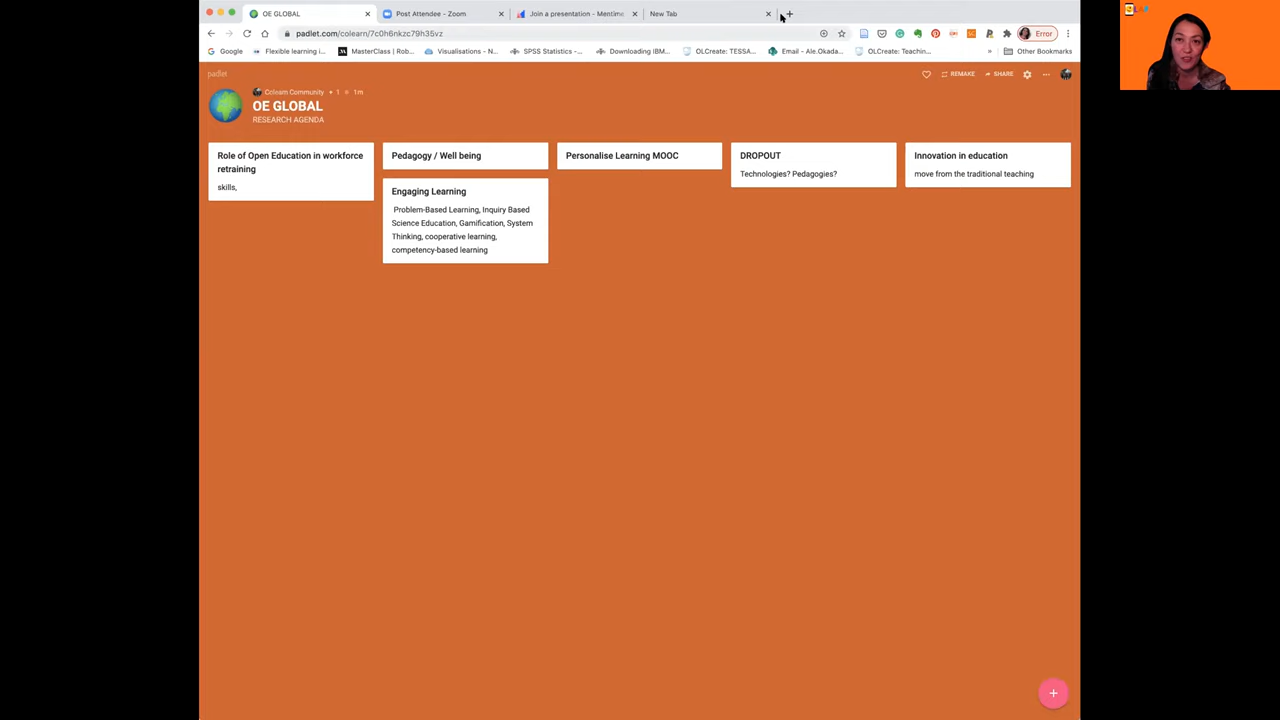 OE GLOBAL
Post Attendee - Zoom
Join a presentation - Mentime
New Tab
padlet.com/colearn/7c0h6nkzc79h35vz
Error
Google
Flexible learning i...
MasterClass | Rob...
Visualisations - N...
SPSS Statistics -...
Downloading IBM...
OLCreate: TESSA...
Email - Ale.Okada...
OLCreate: Teachin...
»
Other Bookmarks
padlet
REMAKE
SHARE
Colearn Community • 1 1m
OE GLOBAL
RESEARCH AGENDA
Role of Open Education in workforce
retraining
skills,
Pedagogy / Well being
Engaging Learning
Problem-Based Learning, Inquiry Based
Science Education, Gamification, System
Thinking, cooperative learning,
competency-based learning
Personalise Learning MOOC
DROPOUT
Technologies? Pedagogies?
Innovation in education
move from the traditional teaching